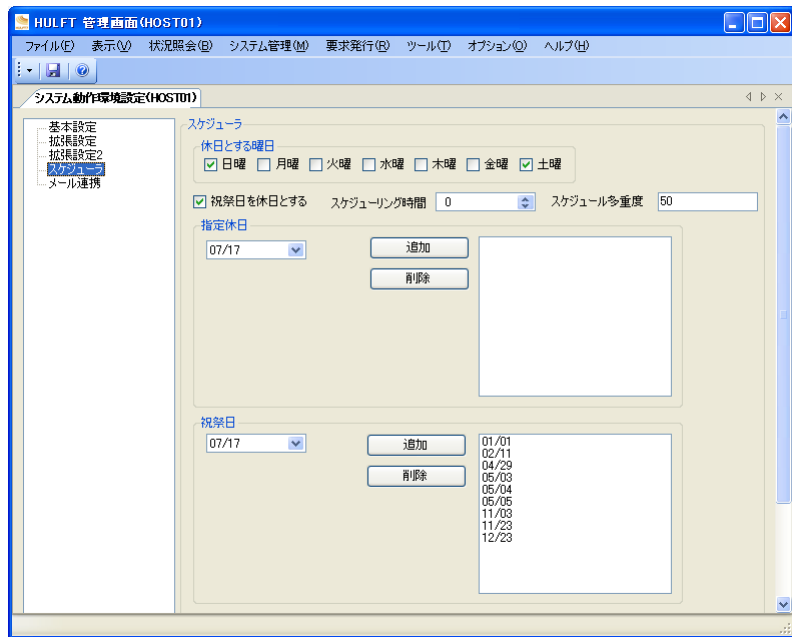 HULFT 管理画面(HOST01)
ファイル(F) 表示(V) 状況照会(B) システム管理(M) 要求発行(R) ツール(T) オプション(O) ヘルプ(H)
システム動作環境設定(HOST01)
基本設定
拡張設定
拡張設定2
スケジューラ
メール連携
スケジューラ
休日とする曜日
日曜 月曜 火曜 水曜 木曜 金曜 土曜
祝祭日を休日とする スケジューリング時間 0 スケジュール多重度 50
指定休日
07/17 追加
削除
祝祭日
07/17 追加
削除
01/01
02/11
04/29
05/03
05/04
05/05
11/03
11/23
12/23